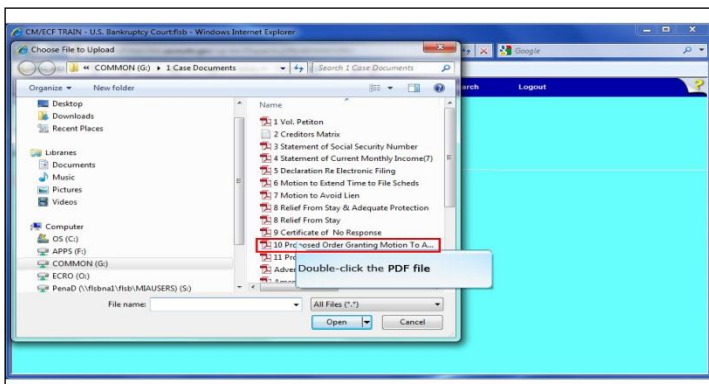 CM/ECF TRAIN - U.S. Bankruptcy Court:flsb - Windows Internet Explorer
Choose File to Upload
Google
« COMMON (G:) ▸ 1 Case Documents
Search 1 Case Documents
Organize
New folder
arch
Logout
Desktop
Downloads
Recent Places
Libraries
Documents
Music
Pictures
Videos
Computer
OS (C:)
APPS (F:)
COMMON (G:)
ECRO (O:)
PenaD (\\flsbna1\flsb\MIAUSERS) (S:)
Name
1 Vol. Petiton
2 Creditors Matrix
3 Statement of Social Security Number
4 Statement of Current Monthly Income(7)
5 Declaration Re Electronic Filing
6 Motion to Extend Time to File Scheds
7 Motion to Avoid Lien
8 Relief From Stay & Adequate Protection
8 Relief From Stay
9 Certificate of No Response
10 Proposed Order Granting Motion To A...
11 Pro
Adver
Double-click the PDF file
File name:
All Files (*.*)
Open
Cancel